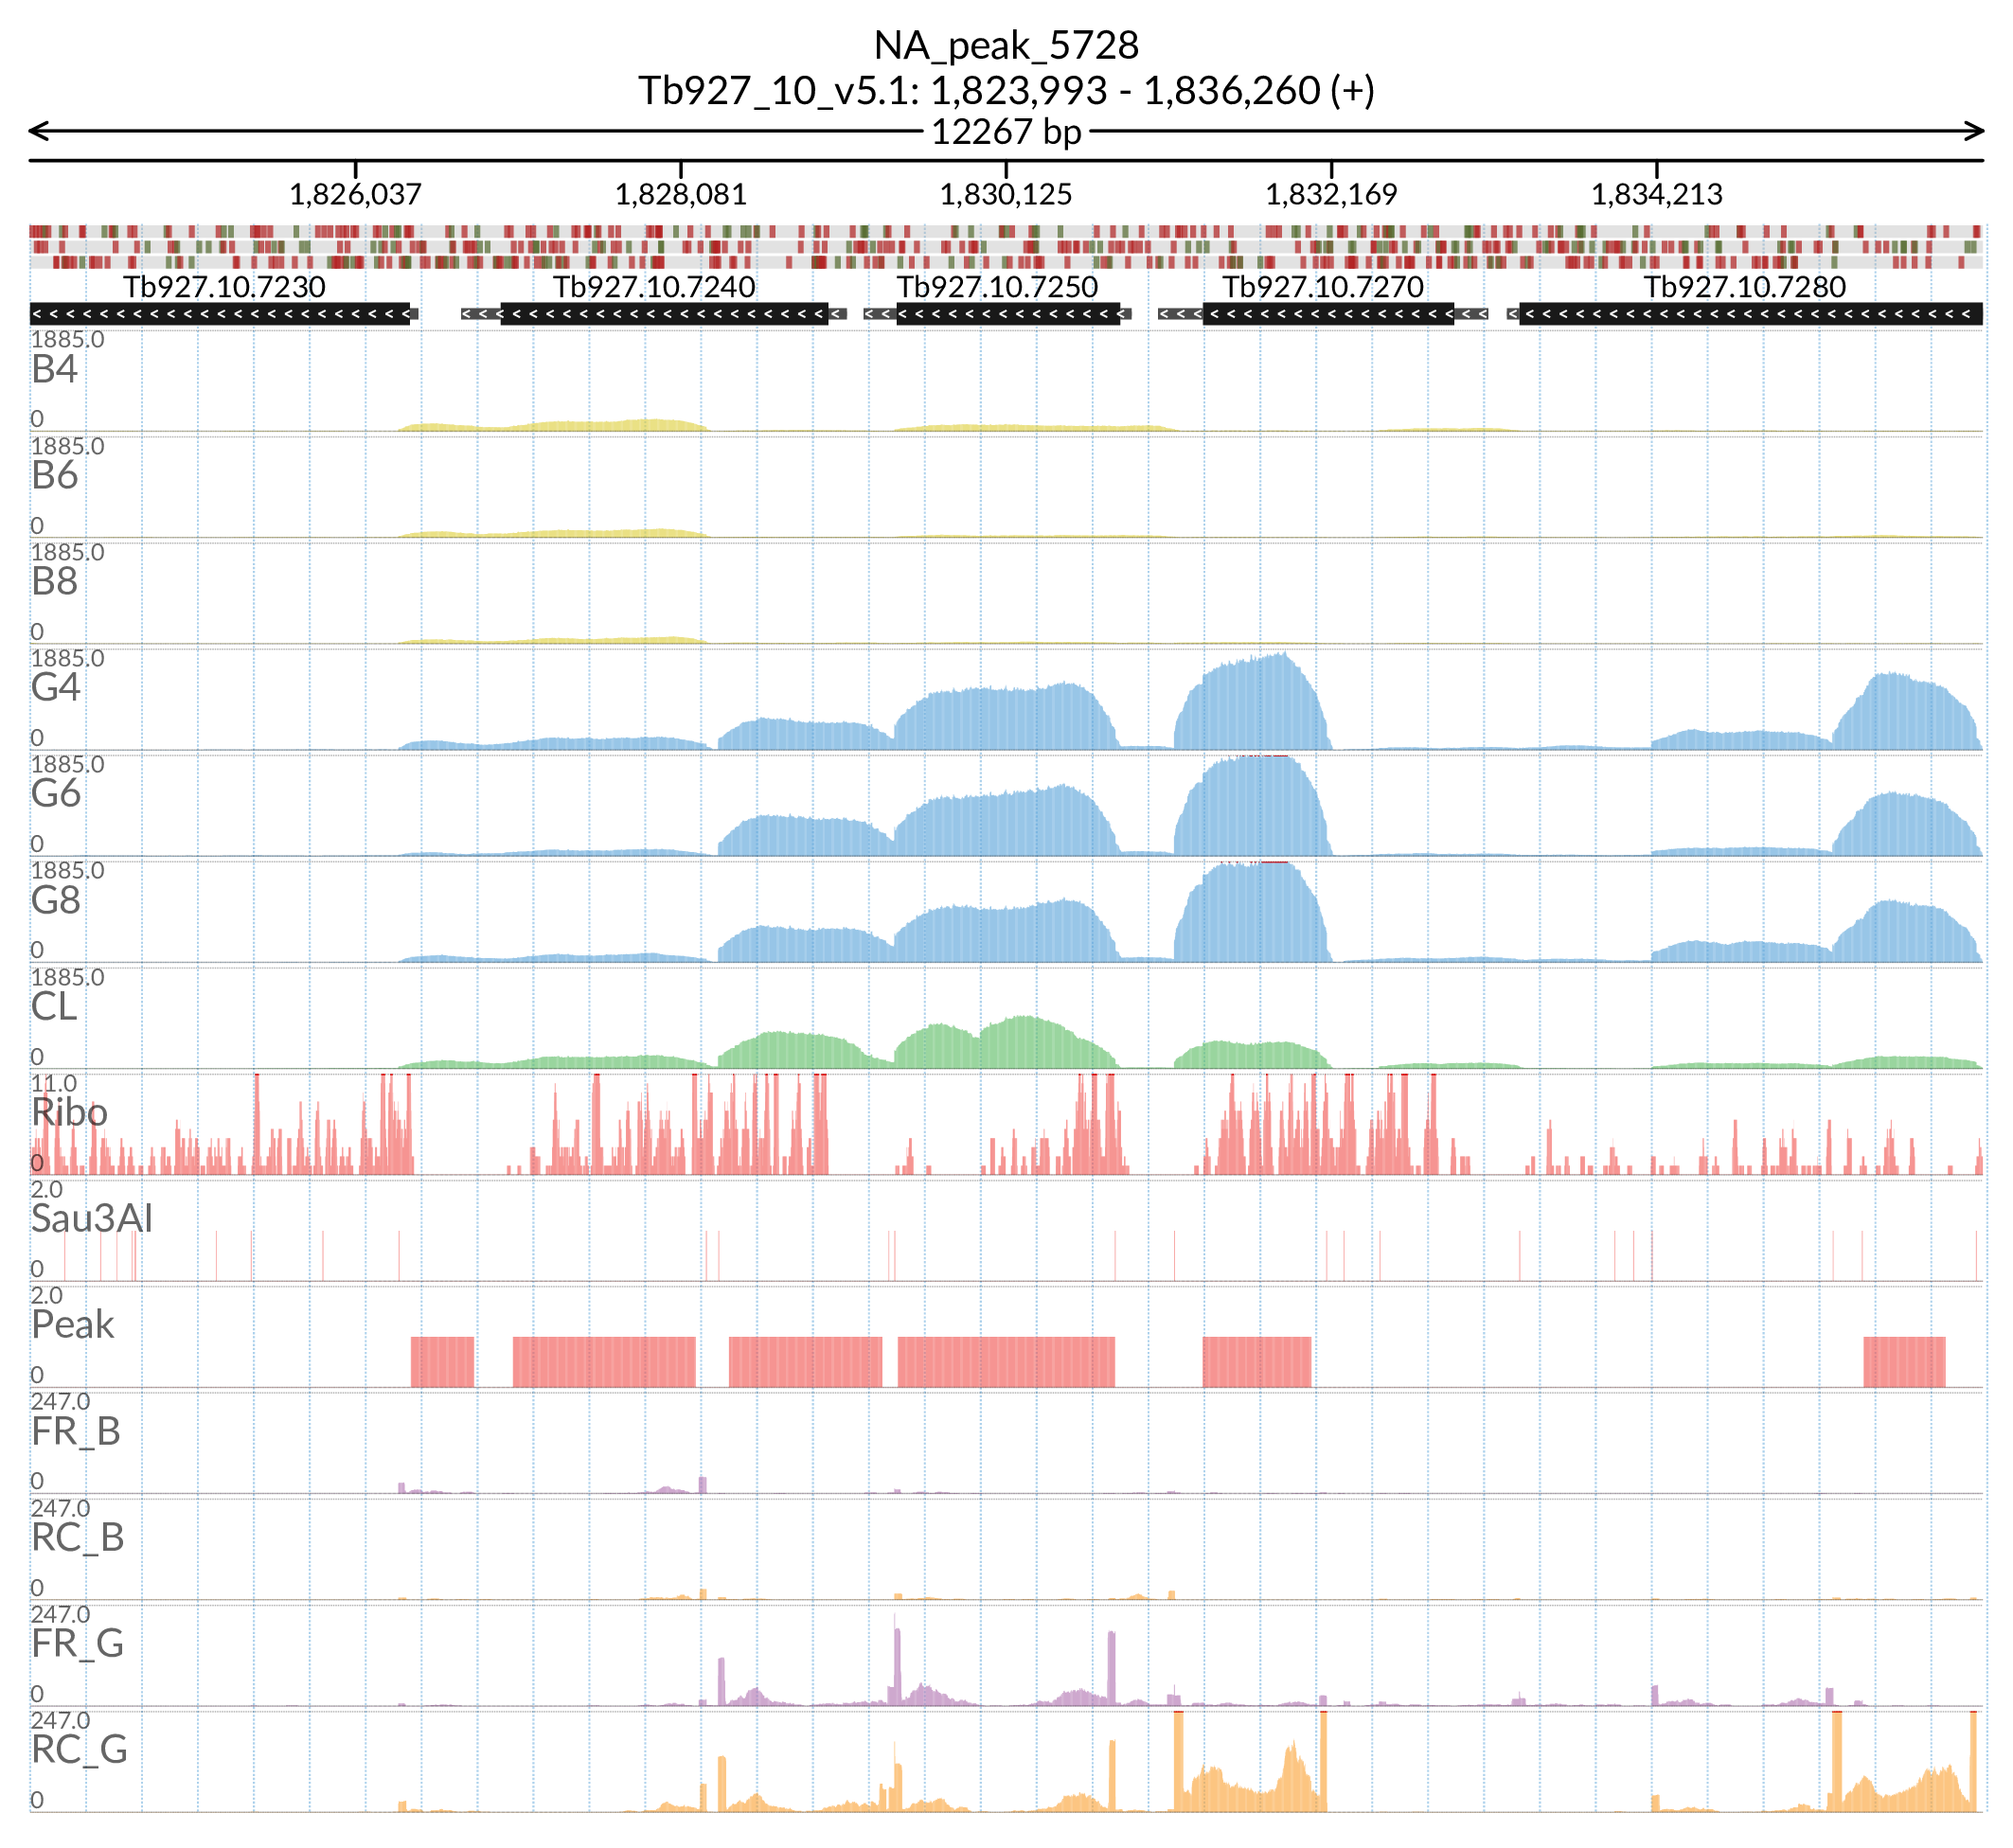 NA_peak_5728
Tb927_10_v5.1: 1,823,993 - 1,836,260 (+)
12267 bp
1,826,037 1,828,081 1,830,125 1,832,169 1,834,213
Tb927.10.7230 Tb927.10.7240 Tb927.10.7250 Tb927.10.7270 Tb927.10.7280
1885.0
B4
0
1885.0
B6
0
1885.0
B8
0
1885.0
G4
0
1885.0
G6
0
1885.0
G8
0
1885.0
CL
0
11.0
Ribo
0
2.0
Sau3AI
0
2.0
Peak
0
247.0
FR_B
0
247.0
RC_B
0
247.0
FR_G
0
247.0
RC_G
0